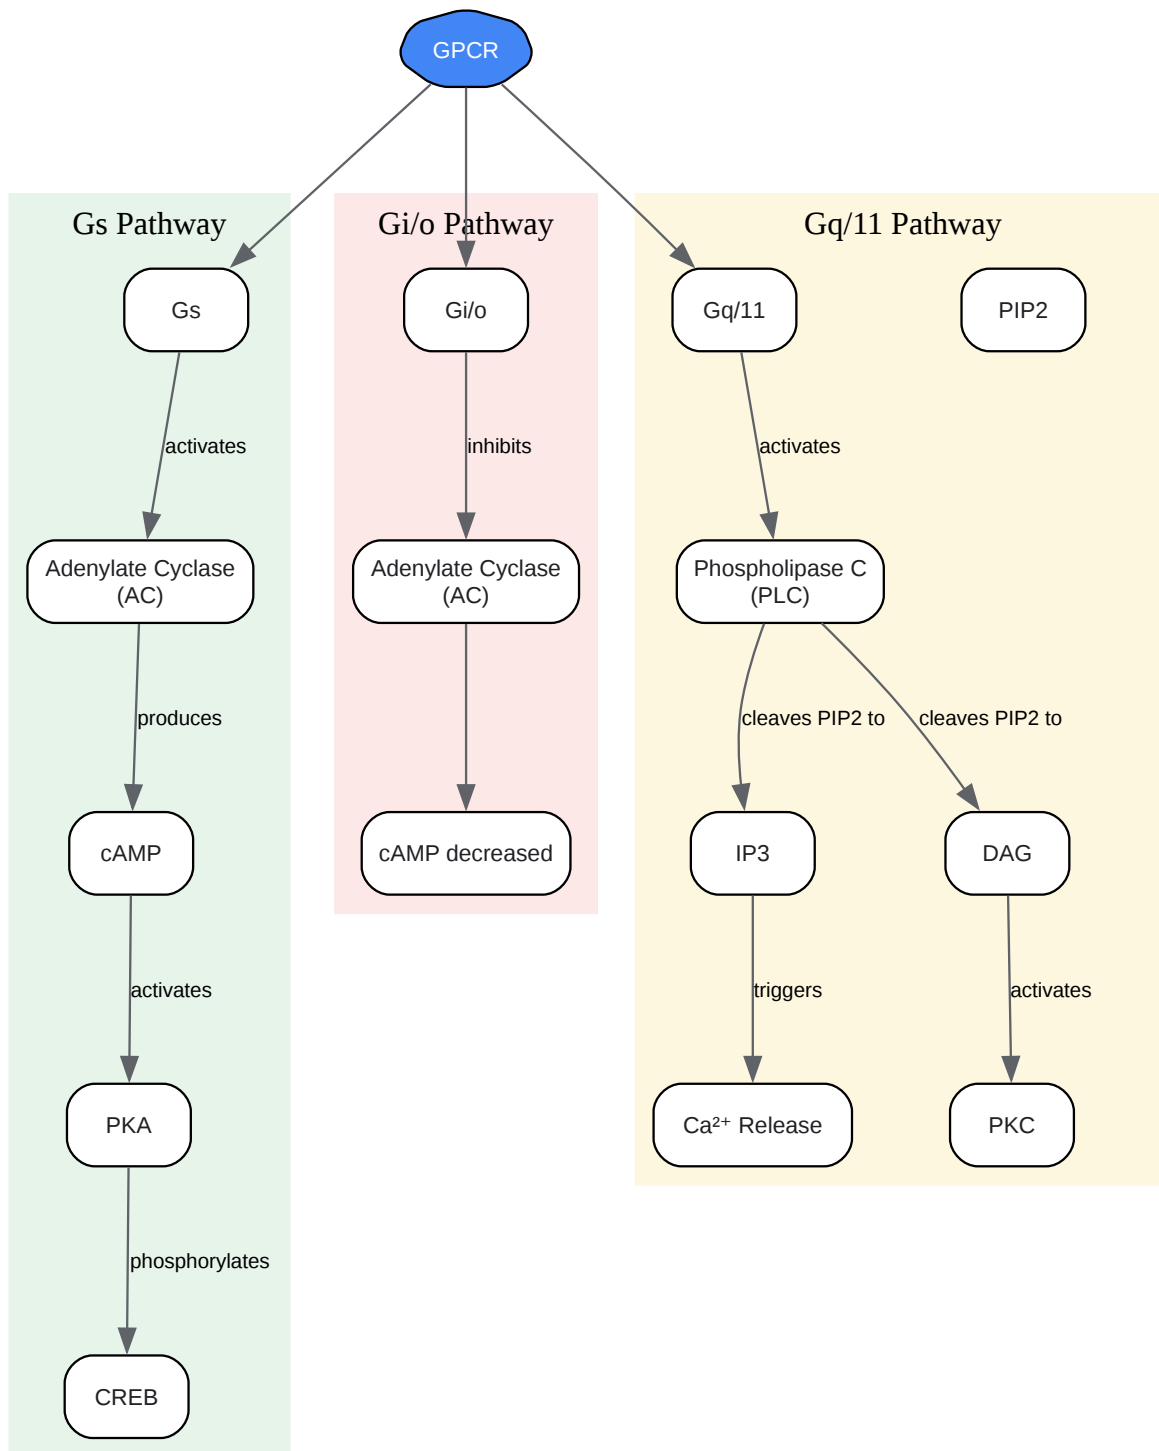 GPCR
Gs Pathway
Gi/o Pathway
Gq/11 Pathway
Gs
Gi/o
Gq/11
PIP2
activates
inhibits
activates
Adenylate Cyclase
(AC)
Adenylate Cyclase
(AC)
Phospholipase C
(PLC)
produces
cleaves PIP2 to
cleaves PIP2 to
cAMP
cAMP decreased
IP3
DAG
activates
triggers
activates
PKA
Ca²⁺ Release
PKC
phosphorylates
CREB